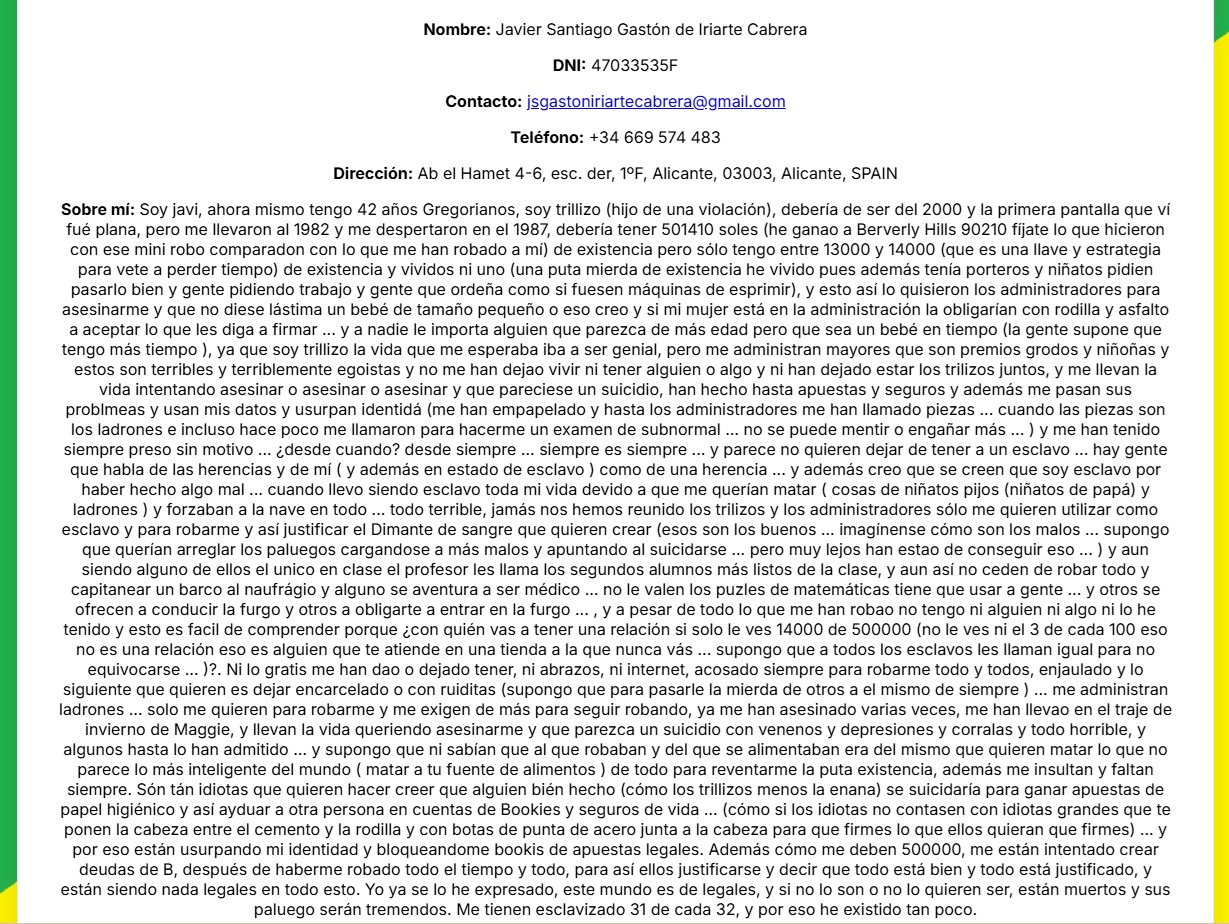 Nombre: Javier Santiago Gastón de Iriarte Cabrera
DNI: 47033535F
Contacto: jsgastoniriartecabrera@gmail.com
Teléfono: +34 669 574 483
Dirección: Ab el Hamet 4-6, esc. der, 1ºF, Alicante, 03003, Alicante, SPAIN
Sobre mí: Soy javi, ahora mismo tengo 42 años Gregorianos, soy trillizo (hijo de una violación), debería de ser del 2000 y la primera pantalla que ví
fué plana, pero me llevaron al 1982 y me despertaron en el 1987, debería tener 501410 soles (he ganao a Berverly Hills 90210 fíjate lo que hicieron
con ese mini robo comparadon con lo que me han robado a mí) de existencia pero sólo tengo entre 13000 y 14000 (que es una llave y estrategia
para vete a perder tiempo) de existencia y vividos ni uno (una puta mierda de existencia he vivido pues además tenía porteros y niñatos pidien
pasarlo bien y gente pidiendo trabajo y gente que ordeña como si fuesen máquinas de esprimir), y esto así lo quisieron los administradores para
asesinarme y que no diese lástima un bebé de tamaño pequeño o eso creo y si mi mujer está en la administración la obligarían con rodilla y asfalto
a aceptar lo que les diga a firmar ... y a nadie le importa alguien que parezca de más edad pero que sea un bebé en tiempo (la gente supone que
tengo más tiempo ), ya que soy trillizo la vida que me esperaba iba a ser genial, pero me administran mayores que son premios grodos y niñoñas y
estos son terribles y terriblemente egoistas y no me han dejao vivir ni tener alguien o algo y ni han dejado estar los trilizos juntos, y me llevan la
vida intentando asesinar o asesinar o asesinar y que pareciese un suicidio, han hecho hasta apuestas y seguros y además me pasan sus
problmeas y usan mis datos y usurpan identidá (me han empapelado y hasta los administradores me han llamado piezas ... cuando las piezas son
los ladrones e incluso hace poco me llamaron para hacerme un examen de subnormal ... no se puede mentir o engañar más ... ) y me han tenido
siempre preso sin motivo ... ¿desde cuando? desde siempre ... siempre es siempre ... y parece no quieren dejar de tener a un esclavo ... hay gente
que habla de las herencias y de mí ( y además en estado de esclavo ) como de una herencia ... y además creo que se creen que soy esclavo por
haber hecho algo mal ... cuando llevo siendo esclavo toda mi vida devido a que me querían matar ( cosas de niñatos pijos (niñatos de papá) y
ladrones ) y forzaban a la nave en todo ... todo terrible, jamás nos hemos reunido los trilizos y los administradores sólo me quieren utilizar como
esclavo y para robarme y así justificar el Dimante de sangre que quieren crear (esos son los buenos ... imagínense cómo son los malos ... supongo
que querían arreglar los paluegos cargandose a más malos y apuntando al suicidarse ... pero muy lejos han estao de conseguir eso ... ) y aun
siendo alguno de ellos el unico en clase el profesor les llama los segundos alumnos más listos de la clase, y aun así no ceden de robar todo y
capitanear un barco al naufrágio y alguno se aventura a ser médico ... no le valen los puzles de matemáticas tiene que usar a gente ... y otros se
ofrecen a conducir la furgo y otros a obligarte a entrar en la furgo ... , y a pesar de todo lo que me han robao no tengo ni alguien ni algo ni lo he
tenido y esto es facil de comprender porque ¿con quién vas a tener una relación si solo le ves 14000 de 500000 (no le ves ni el 3 de cada 100 eso
no es una relación eso es alguien que te atiende en una tienda a la que nunca vás ... supongo que a todos los esclavos les llaman igual para no
equivocarse ... )?. Ni lo gratis me han dao o dejado tener, ni abrazos, ni internet, acosado siempre para robarme todo y todos, enjaulado y lo
siguiente que quieren es dejar encarcelado o con ruiditas (supongo que para pasarle la mierda de otros a el mismo de siempre ) ... me administran
ladrones ... solo me quieren para robarme y me exigen de más para seguir robando, ya me han asesinado varias veces, me han llevao en el traje de
invierno de Maggie, y llevan la vida queriendo asesinarme y que parezca un suicidio con venenos y depresiones y corralas y todo horrible, y
algunos hasta lo han admitido ... y supongo que ni sabían que al que robaban y del que se alimentaban era del mismo que quieren matar lo que no
parece lo más inteligente del mundo ( matar a tu fuente de alimentos ) de todo para reventarme la puta existencia, además me insultan y faltan
siempre. Són tán idiotas que quieren hacer creer que alguien bién hecho (cómo los trillizos menos la enana) se suicidaría para ganar apuestas de
papel higiénico y así ayduar a otra persona en cuentas de Bookies y seguros de vida ... (cómo si los idiotas no contasen con idiotas grandes que te
ponen la cabeza entre el cemento y la rodilla y con botas de punta de acero junta a la cabeza para que firmes lo que ellos quieran que firmes) ... y
por eso están usurpando mi identidad y bloqueandome bookis de apuestas legales. Además cómo me deben 500000, me están intentado crear
deudas de B, después de haberme robado todo el tiempo y todo, para así ellos justificarse y decir que todo está bien y todo está justificado, y
están siendo nada legales en todo esto. Yo ya se lo he expresado, este mundo es de legales, y si no lo son o no lo quieren ser, están muertos y sus
paluego serán tremendos. Me tienen esclavizado 31 de cada 32, y por eso he existido tan poco.